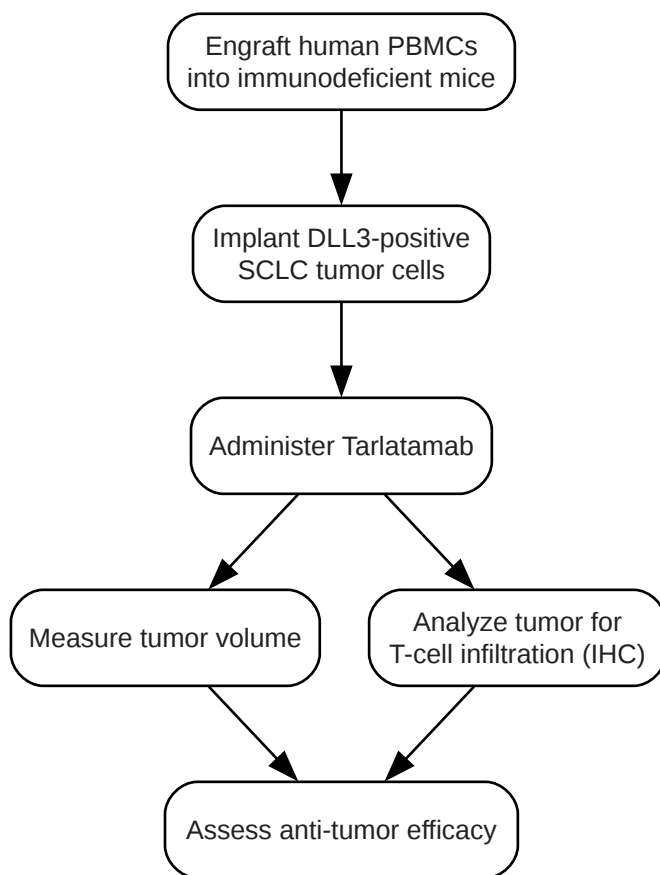 Engraft human PBMCs
into immunodeficient mice
Implant DLL3-positive
SCLC tumor cells
Administer Tarlatamab
Measure tumor volume
Analyze tumor for
T-cell infiltration (IHC)
Assess anti-tumor efficacy